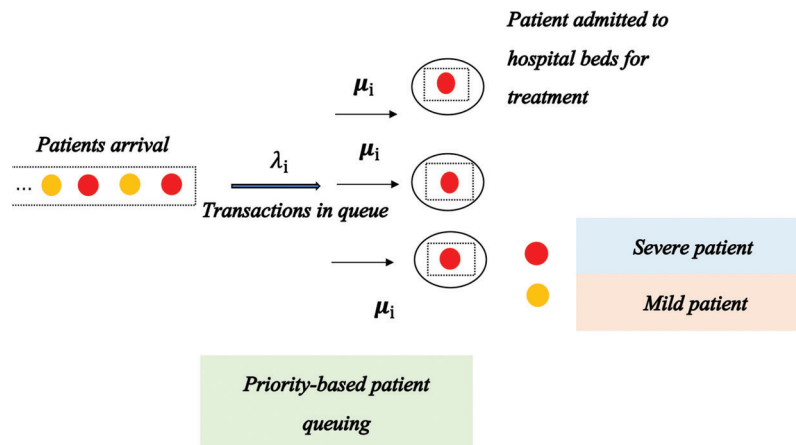 Patient admitted to
hospital beds for
treatment
μi
Patients arrival
λi
μi
...
Transactions in queue
Severe patient
Mild patient
μi
Priority-based patient
queuing